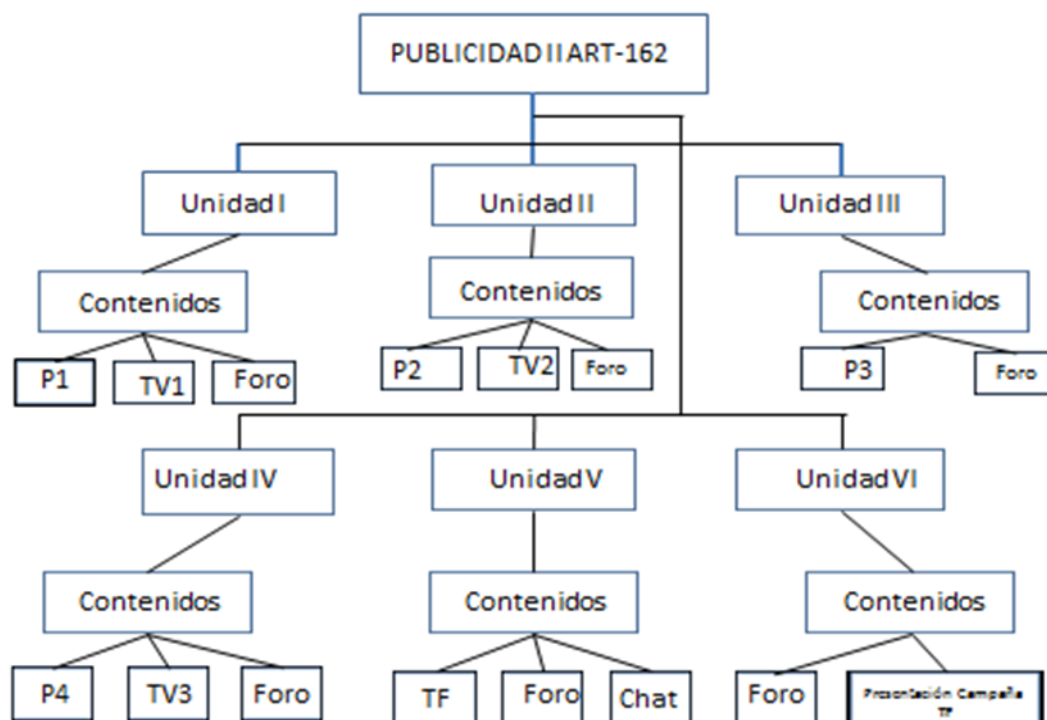 PUBLICIDAD II ART-162
Unidad I
Unidad II
Unidad III
Contenidos
Contenidos
Contenidos
P1
TV1
Foro
P2
TV2
Foro
P3
Foro
Unidad IV
Unidad V
Unidad VI
Contenidos
Contenidos
Contenidos
P4
TV3
Foro
TF
Foro
Chat
Foro
Presentación Campaña
TF